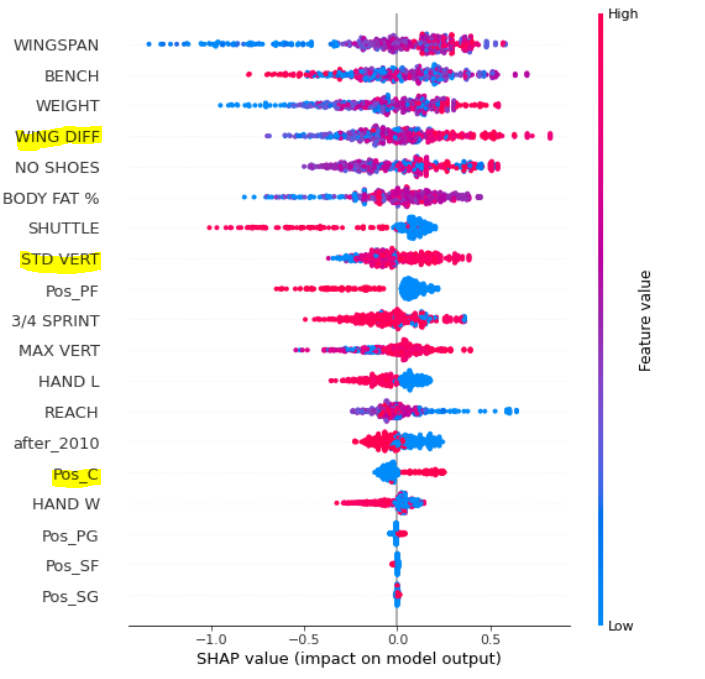 High
WINGSPAN
BENCH
WEIGHT
WING DIFF
NO SHOES
BODY FAT %
SHUTTLE
STD VERT
Pos_PF
3/4 SPRINT
MAX VERT
HAND L
REACH
after_2010
Pos_C
HAND W
Pos_PG
Pos_SF
Pos_SG
Feature value
Low
−1.0 −0.5 0.0 0.5
SHAP value (impact on model output)